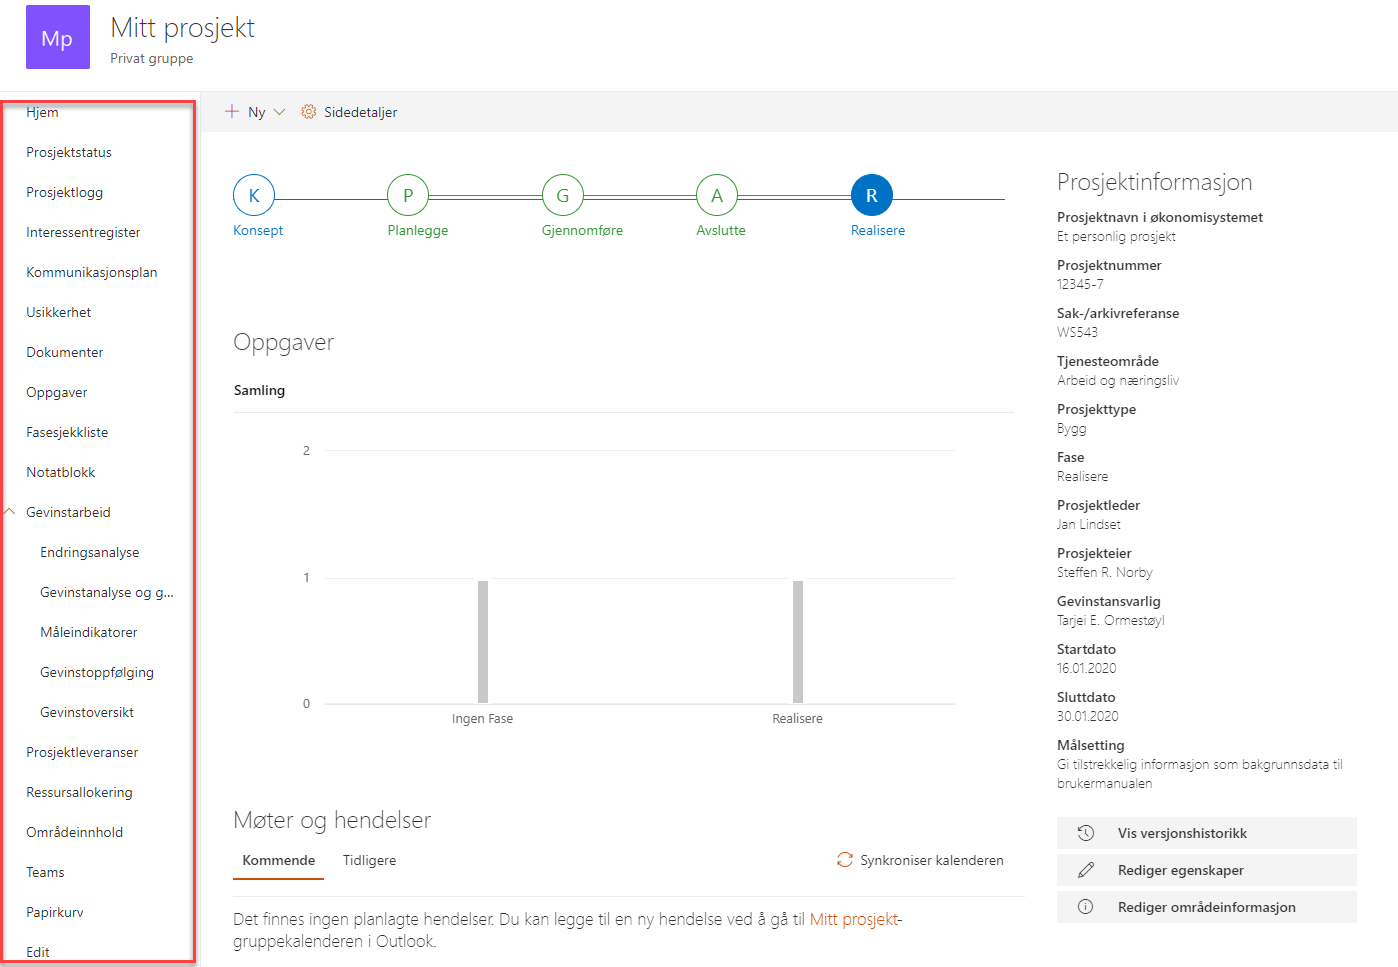 Mp
Mitt prosjekt
Privat gruppe
Hjem
Prosjektstatus
Prosjektlogg
Interessentregister
Kommunikasjonsplan
Usikkerhet
Dokumenter
Oppgaver
Fasesjekkliste
Notatblokk
Gevinstarbeid
Endringsanalyse
Gevinstanalyse og g...
Måleindikatorer
Gevinstoppfølging
Gevinstoversikt
Prosjektleveranser
Ressursallokering
Områdeinnhold
Teams
Papirkurv
Edit
Ny
Sidedetaljer
K P G A R
Konsept Planlegge Gjennomføre Avslutte Realisere
Oppgaver
Samling
2
1
0
Ingen Fase Realisere
Møter og hendelser
Kommende Tidligere Synkroniser kalenderen
Det finnes ingen planlagte hendelser. Du kan legge til en ny hendelse ved å gå til Mitt prosjekt-
gruppekalenderen i Outlook.
Prosjektinformasjon
Prosjektnavn i økonomisystemet
Et personlig prosjekt
Prosjektnummer
12345-7
Sak-/arkivreferanse
WS543
Tjenesteområde
Arbeid og næringsliv
Prosjekttype
Bygg
Fase
Realisere
Prosjektleder
Jan Lindset
Prosjekteier
Steffen R. Norby
Gevinstansvarlig
Tarjei E. Ormestøyl
Startdato
16.01.2020
Sluttdato
30.01.2020
Målsetting
Gi tilstrekkelig informasjon som bakgrunnsdata til
brukermanualen
Vis versjonshistorikk
Rediger egenskaper
Rediger områdeinformasjon